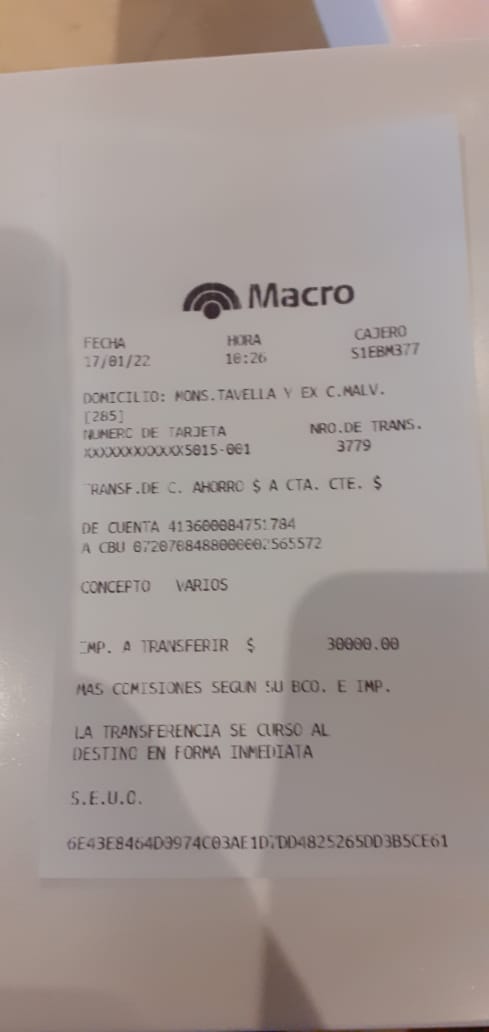 Macro
FECHA HORA CAJERO
17/01/22 10:26 S1EBM377
DOMICILIO: MONS.TAVELLA Y EX C.MALV.
[285]
NUMERO DE TARJETA NRO.DE TRANS.
XXXXXXXXXXXX5015-001 3779
TRANSF.DE C. AHORRO $ A CTA. CTE. $
DE CUENTA 413600084751784
A CBU
CONCEPTO VARIOS
IMP. A TRANSFERIR $ 30000.00
MAS COMISIONES SEGUN SU BCO. E IMP.
LA TRANSFERENCIA SE CURSO AL
DESTINO EN FORMA INMEDIATA
S.E.U.O.